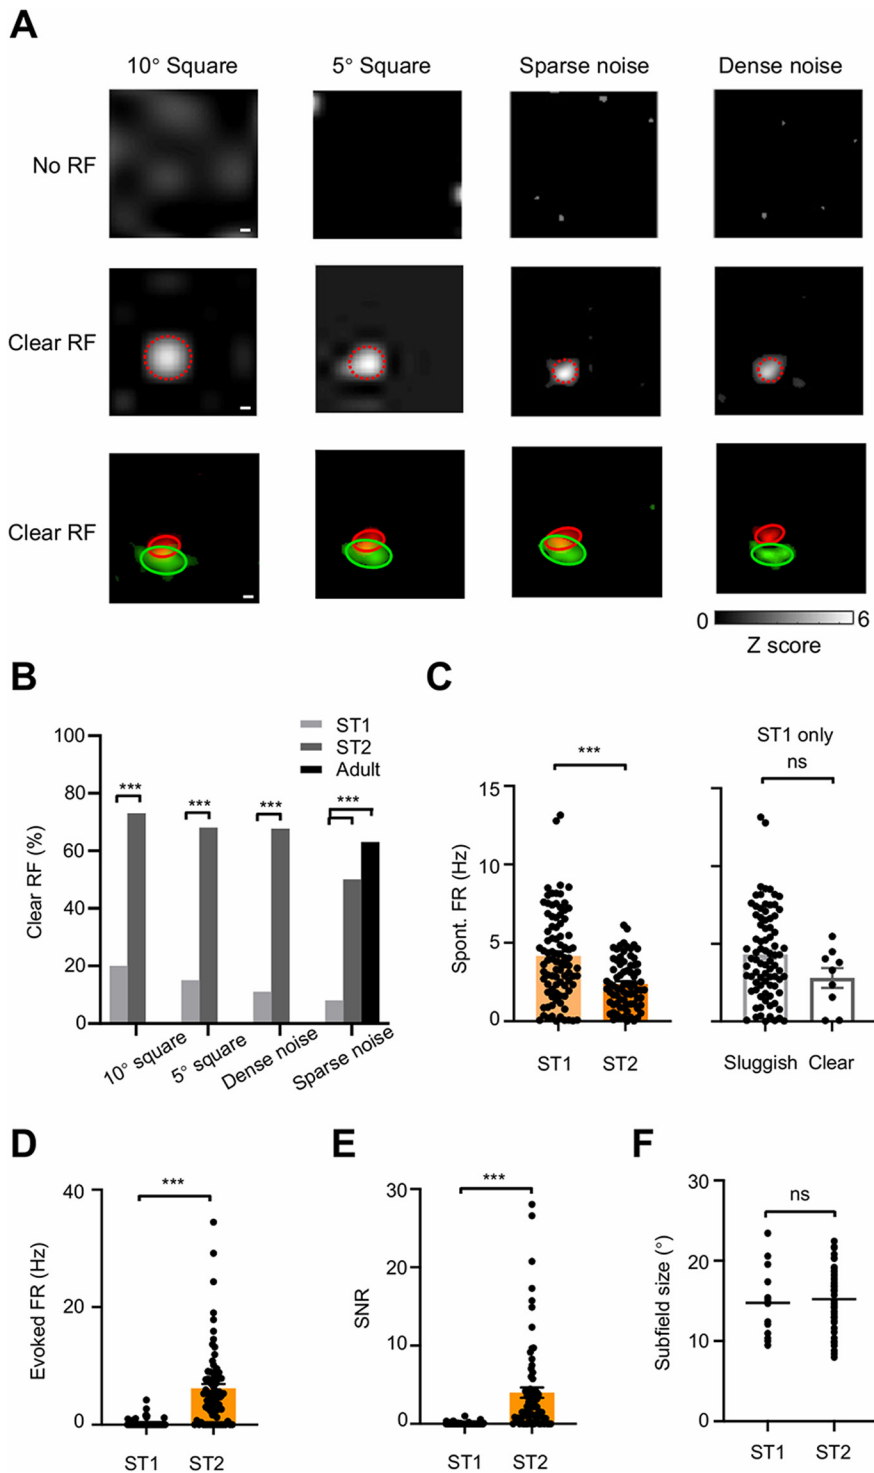 A
10° Square 5° Square Sparse noise Dense noise
No RF
Clear RF
Clear RF
0 6
Z score
B
Clear RF (%)
100
80
60
40
20
0
ST1
ST2
Adult
*** *** *** ***
10° square 5° square Dense noise Sparse noise
C
Spont. FR (Hz)
15
10
5
0
***
ST1 ST2
ST1 only
ns
Sluggish Clear
D
Evoked FR (Hz)
40
20
0
***
ST1 ST2
E
SNR
30
20
10
0
***
ST1 ST2
F
Subfield size (°)
30
20
10
0
ns
ST1 ST2